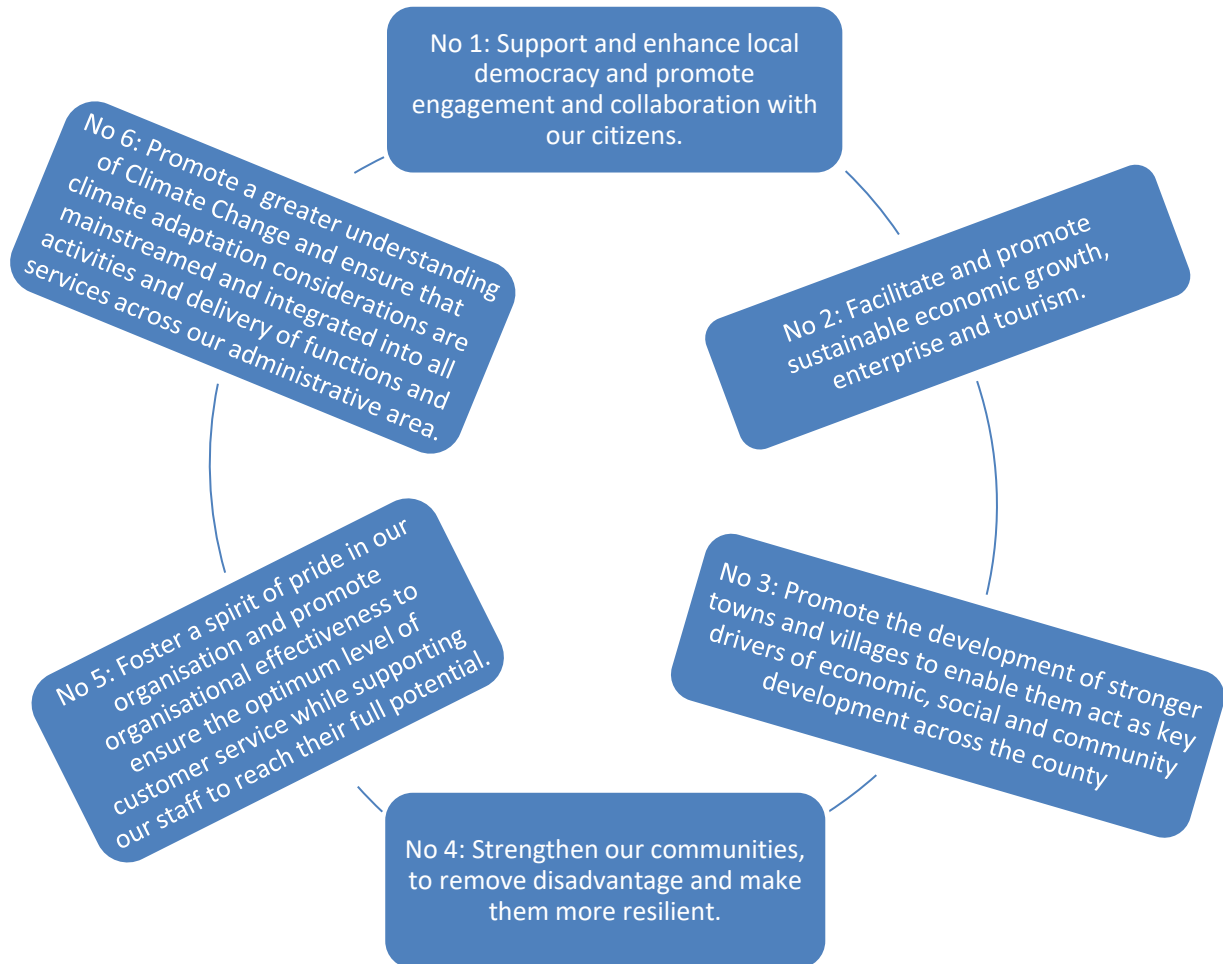 No 1: Support and enhance local
democracy and promote
engagement and collaboration with
our citizens.
No 2: Facilitate and promote
sustainable economic growth,
enterprise and tourism.
No 3: Promote the development of stronger
towns and villages to enable them act as key
drivers of economic, social and community
development across the county
No 4: Strengthen our communities,
to remove disadvantage and make
them more resilient.
No 5: Foster a spirit of pride in our
organisation and promote
organisational effectiveness to
ensure the optimum level of
customer service while supporting
our staff to reach their full potential.
No 6: Promote a greater understanding
of Climate Change and ensure that
climate adaptation considerations are
mainstreamed and integrated into all
activities and delivery of functions and
services across our administrative area.